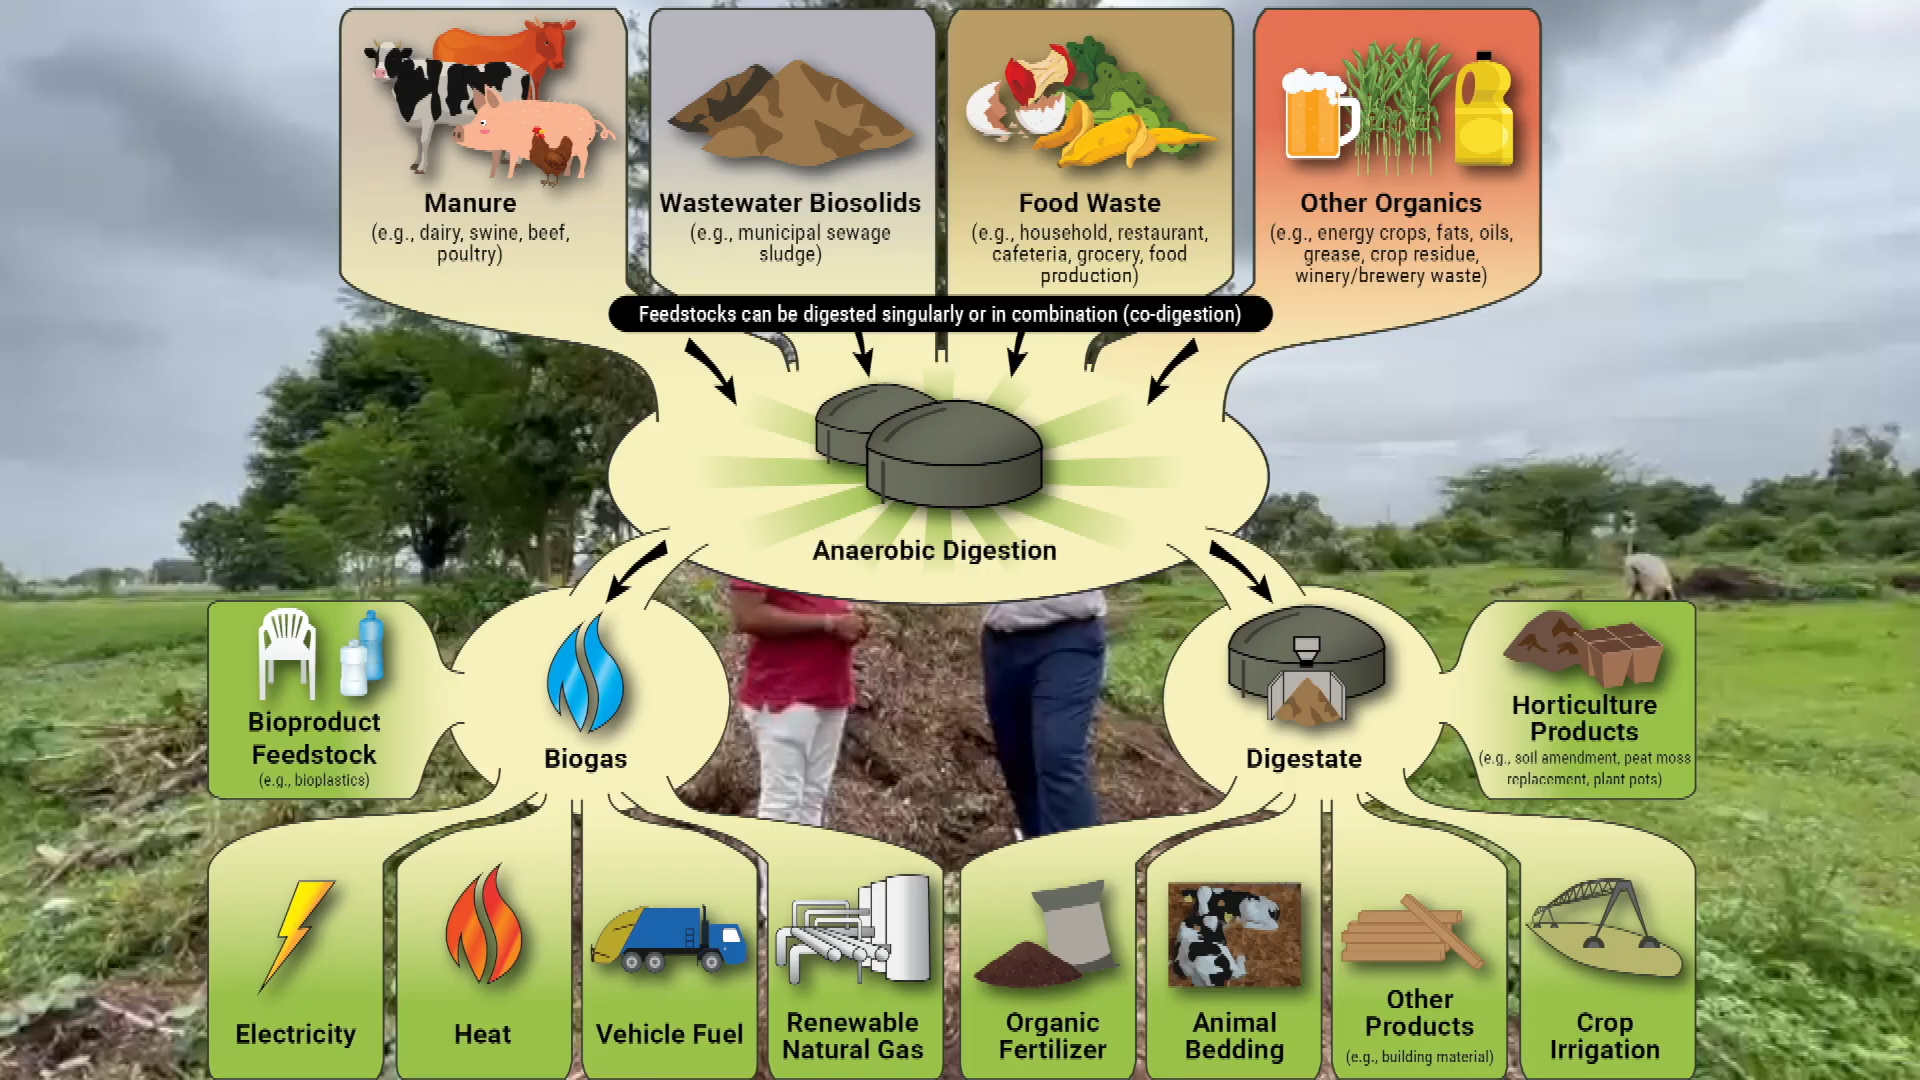 Manure
(e.g., dairy, swine, beef,
poultry)
Wastewater Biosolids
(e.g., municipal sewage
sludge)
Food Waste
(e.g., household, restaurant,
cafeteria, grocery, food
production)
Other Organics
(e.g., energy crops, fats, oils,
grease, crop residue,
winery/brewery waste)
Feedstocks can be digested singularly or in combination (co-digestion)
Anaerobic Digestion
Bioproduct
Feedstock
(e.g., bioplastics)
Biogas
Digestate
Horticulture
Products
(e.g., soil amendment, peat moss
replacement, plant pots)
Electricity
Heat
Vehicle Fuel
Renewable
Natural Gas
Organic
Fertilizer
Animal
Bedding
Other
Products
(e.g., building material)
Crop
Irrigation